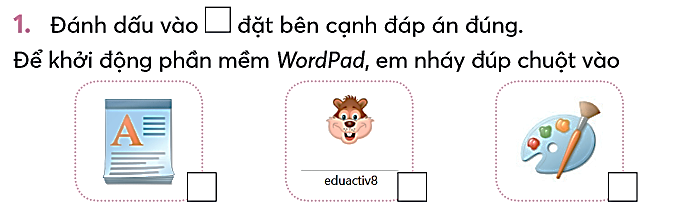 1. Đánh dấu vào □ đặt bên cạnh đáp án đúng.
Để khởi động phần mềm WordPad, em nháy đúp chuột vào
A
eduactiv8